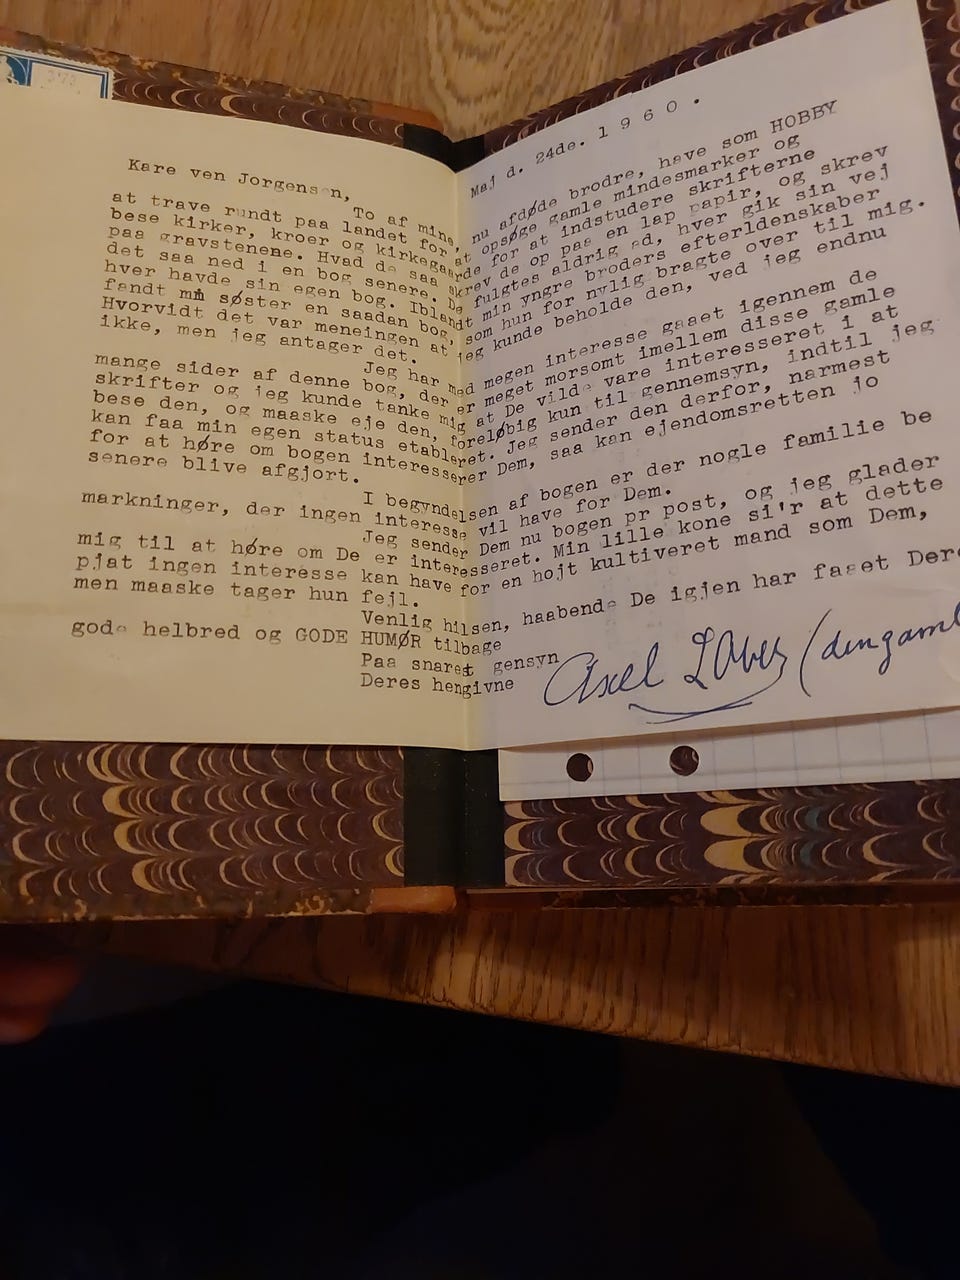 Maj d. 24de. 1 9 6 0 .
Kare ven Jorgensen,
To af mine, nu afdøde brodre, have som HOBBY
at trave rundt paa landet for at opsøge gamle mindesmarker og
bese kirker, kroer og kirkegaarde for at indstudere skrifterne
paa gravstenene. Hvad de saa skrev de op paa en lap papir, og skrev
det saa ned i en bog senere. De fulgtes aldrig ad, hver gik sin vej
hver havde sin egen bog. Iblandt min yngre broders efterldenskaber
fandt mn søster en saadan bog, som hun for nylig bragte over til mig.
Hvorvidt det var meneingen at jeg kunde beholde den, ved jeg endnu
ikke, men jeg antager det.
Jeg har med megen interesse gaaet igennem de
mange sider af denne bog, der er meget morsomt imellem disse gamle
skrifter og jeg kunde tanke mig at De vilde vare interesseret i at
bese den, og maaske eje den, foreløbig kun til gennemsyn, indtil jeg
kan faa min egen status etableret. Jeg sender den derfor, narmest
for at høre om bogen interesserer Dem, saa kan ejendomsretten jo
senere blive afgjort.
I begyndelsen af bogen er der nogle familie be
markninger, der ingen interesse vil have for Dem.
Jeg sender Dem nu bogen pr post, og jeg glader
mig til at høre om De er interesseret. Min lille kone si'r at dette
pjat ingen interesse kan have for en hojt kultiveret mand som Dem,
men maaske tager hun fejl.
Venlig hilsen, haabende De igjen har faaet Deres
gode helbred og GODE HUMØR tilbage
Paa snaret gensyn
Deres hengivne
Axel (den gamle